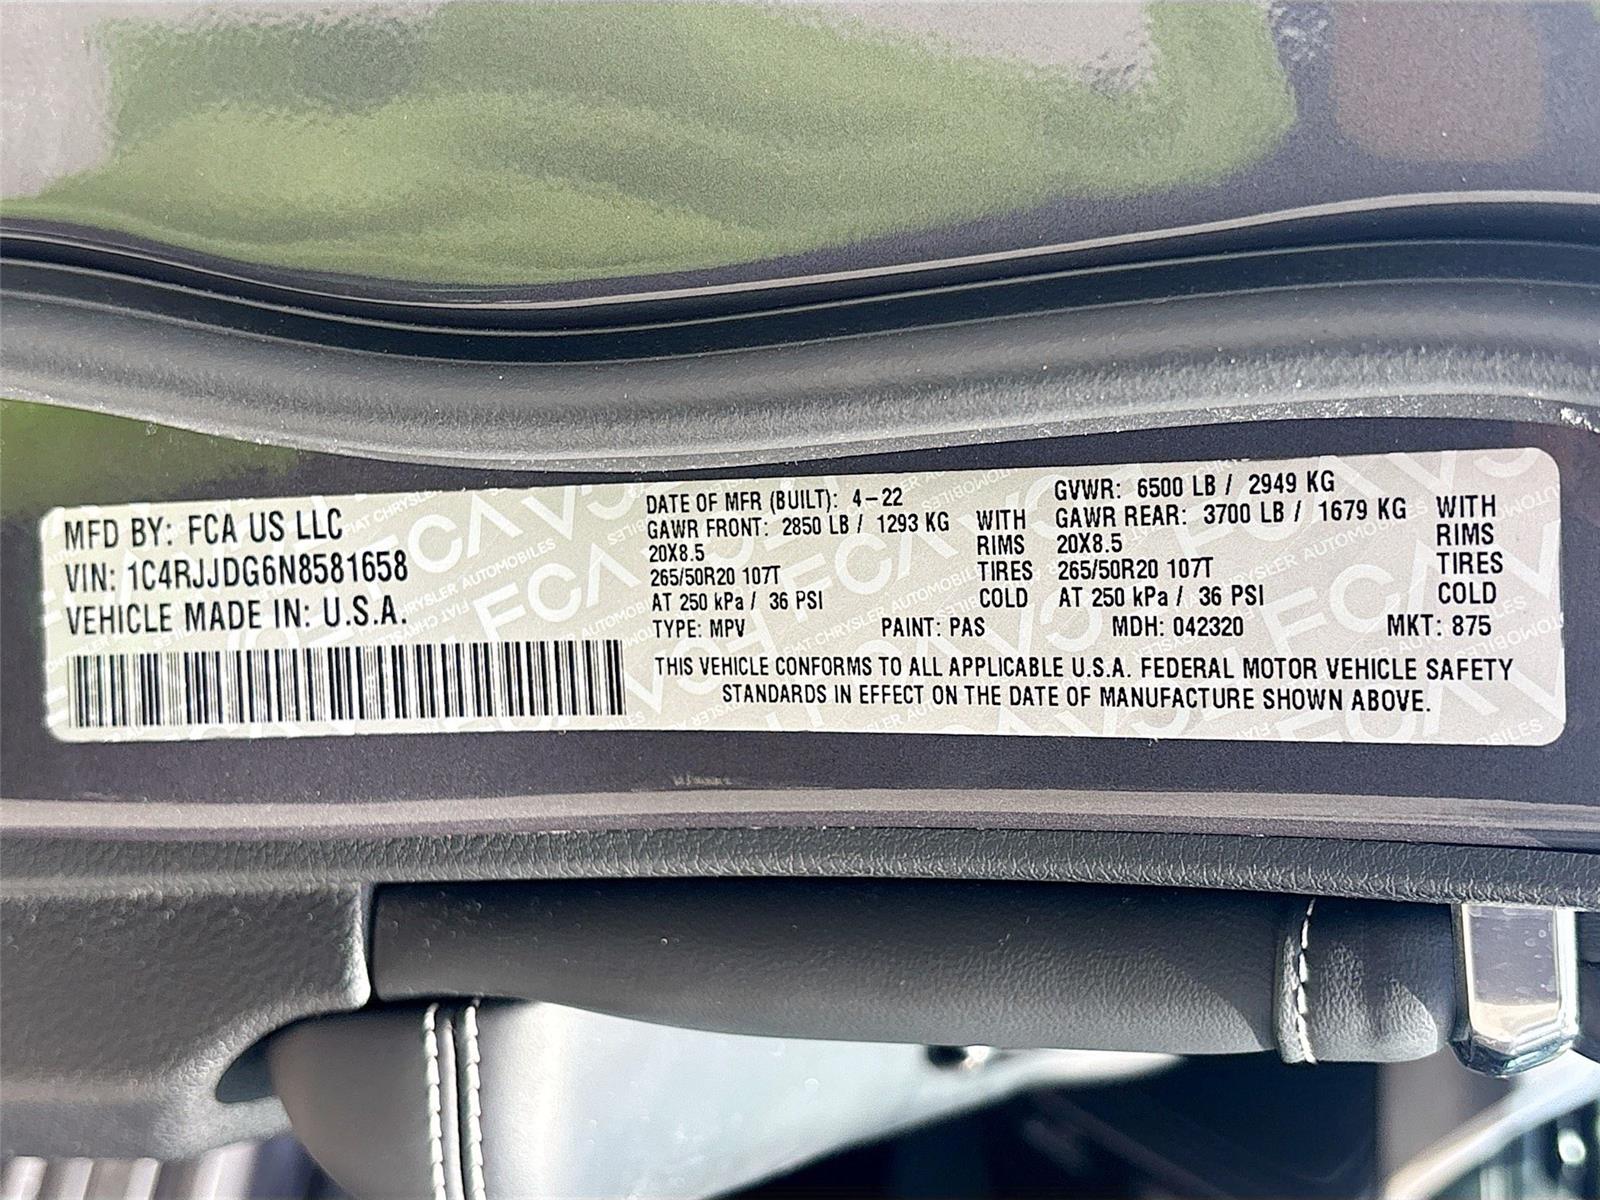 MFD BY: FCA US LLC
VIN: 1C4RJJDG6N8581658
VEHICLE MADE IN: U.S.A.
DATE OF MFR (BUILT): 4-22
GAWR FRONT: 2850 LB / 1293 KG WITH
20X8.5 RIMS
265/50R20 107T TIRES
AT 250 kPa / 36 PSI COLD
GVWR: 6500 LB / 2949 KG
GAWR REAR: 3700 LB / 1679 KG WITH
20X8.5 RIMS
265/50R20 107T TIRES
AT 250 kPa / 36 PSI COLD
TYPE: MPV PAINT: PAS MDH: 042320 MKT: 875
THIS VEHICLE CONFORMS TO ALL APPLICABLE U.S.A. FEDERAL MOTOR VEHICLE SAFETY
STANDARDS IN EFFECT ON THE DATE OF MANUFACTURE SHOWN ABOVE.